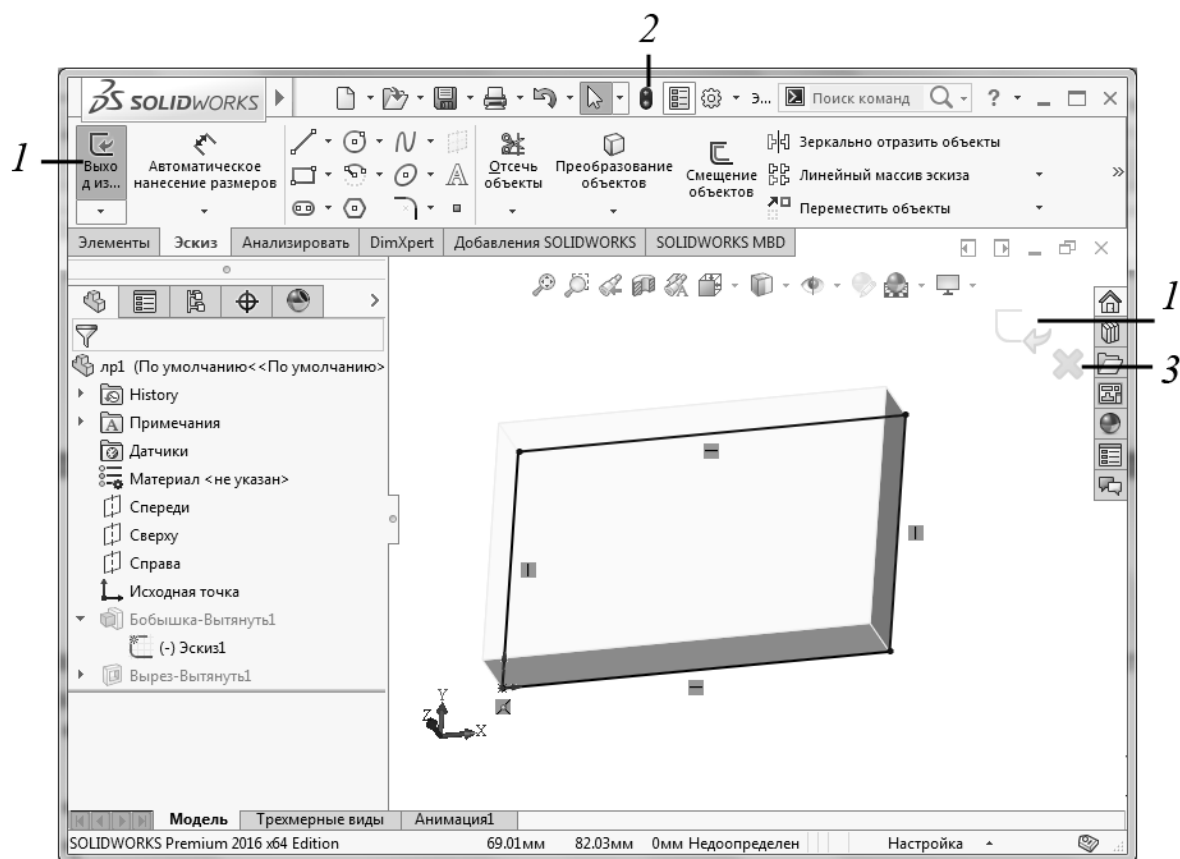 2
SOLIDWORKS
Э...
Поиск команд
?
1
Выхо
д из...
Автоматическое
нанесение размеров
Отсечь
объекты
Преобразование
объектов
Смещение
объектов
Зеркально отразить объекты
Линейный массив эскиза
Переместить объекты
Элементы Эскиз Анализировать DimXpert Добавления SOLIDWORKS SOLIDWORKS MBD
1
3
лр1 (По умолчанию<<По умолчанию>
History
Примечания
Датчики
Материал <не указан>
Спереди
Сверху
Справа
Исходная точка
Бобышка-Вытянуть1
(-) Эскиз1
Вырез-Вытянуть1
Y
Z
X
Модель Трехмерные виды Анимация1
SOLIDWORKS Premium 2016 x64 Edition 69.01мм 82.03мм 0мм Недоопределен Настройка